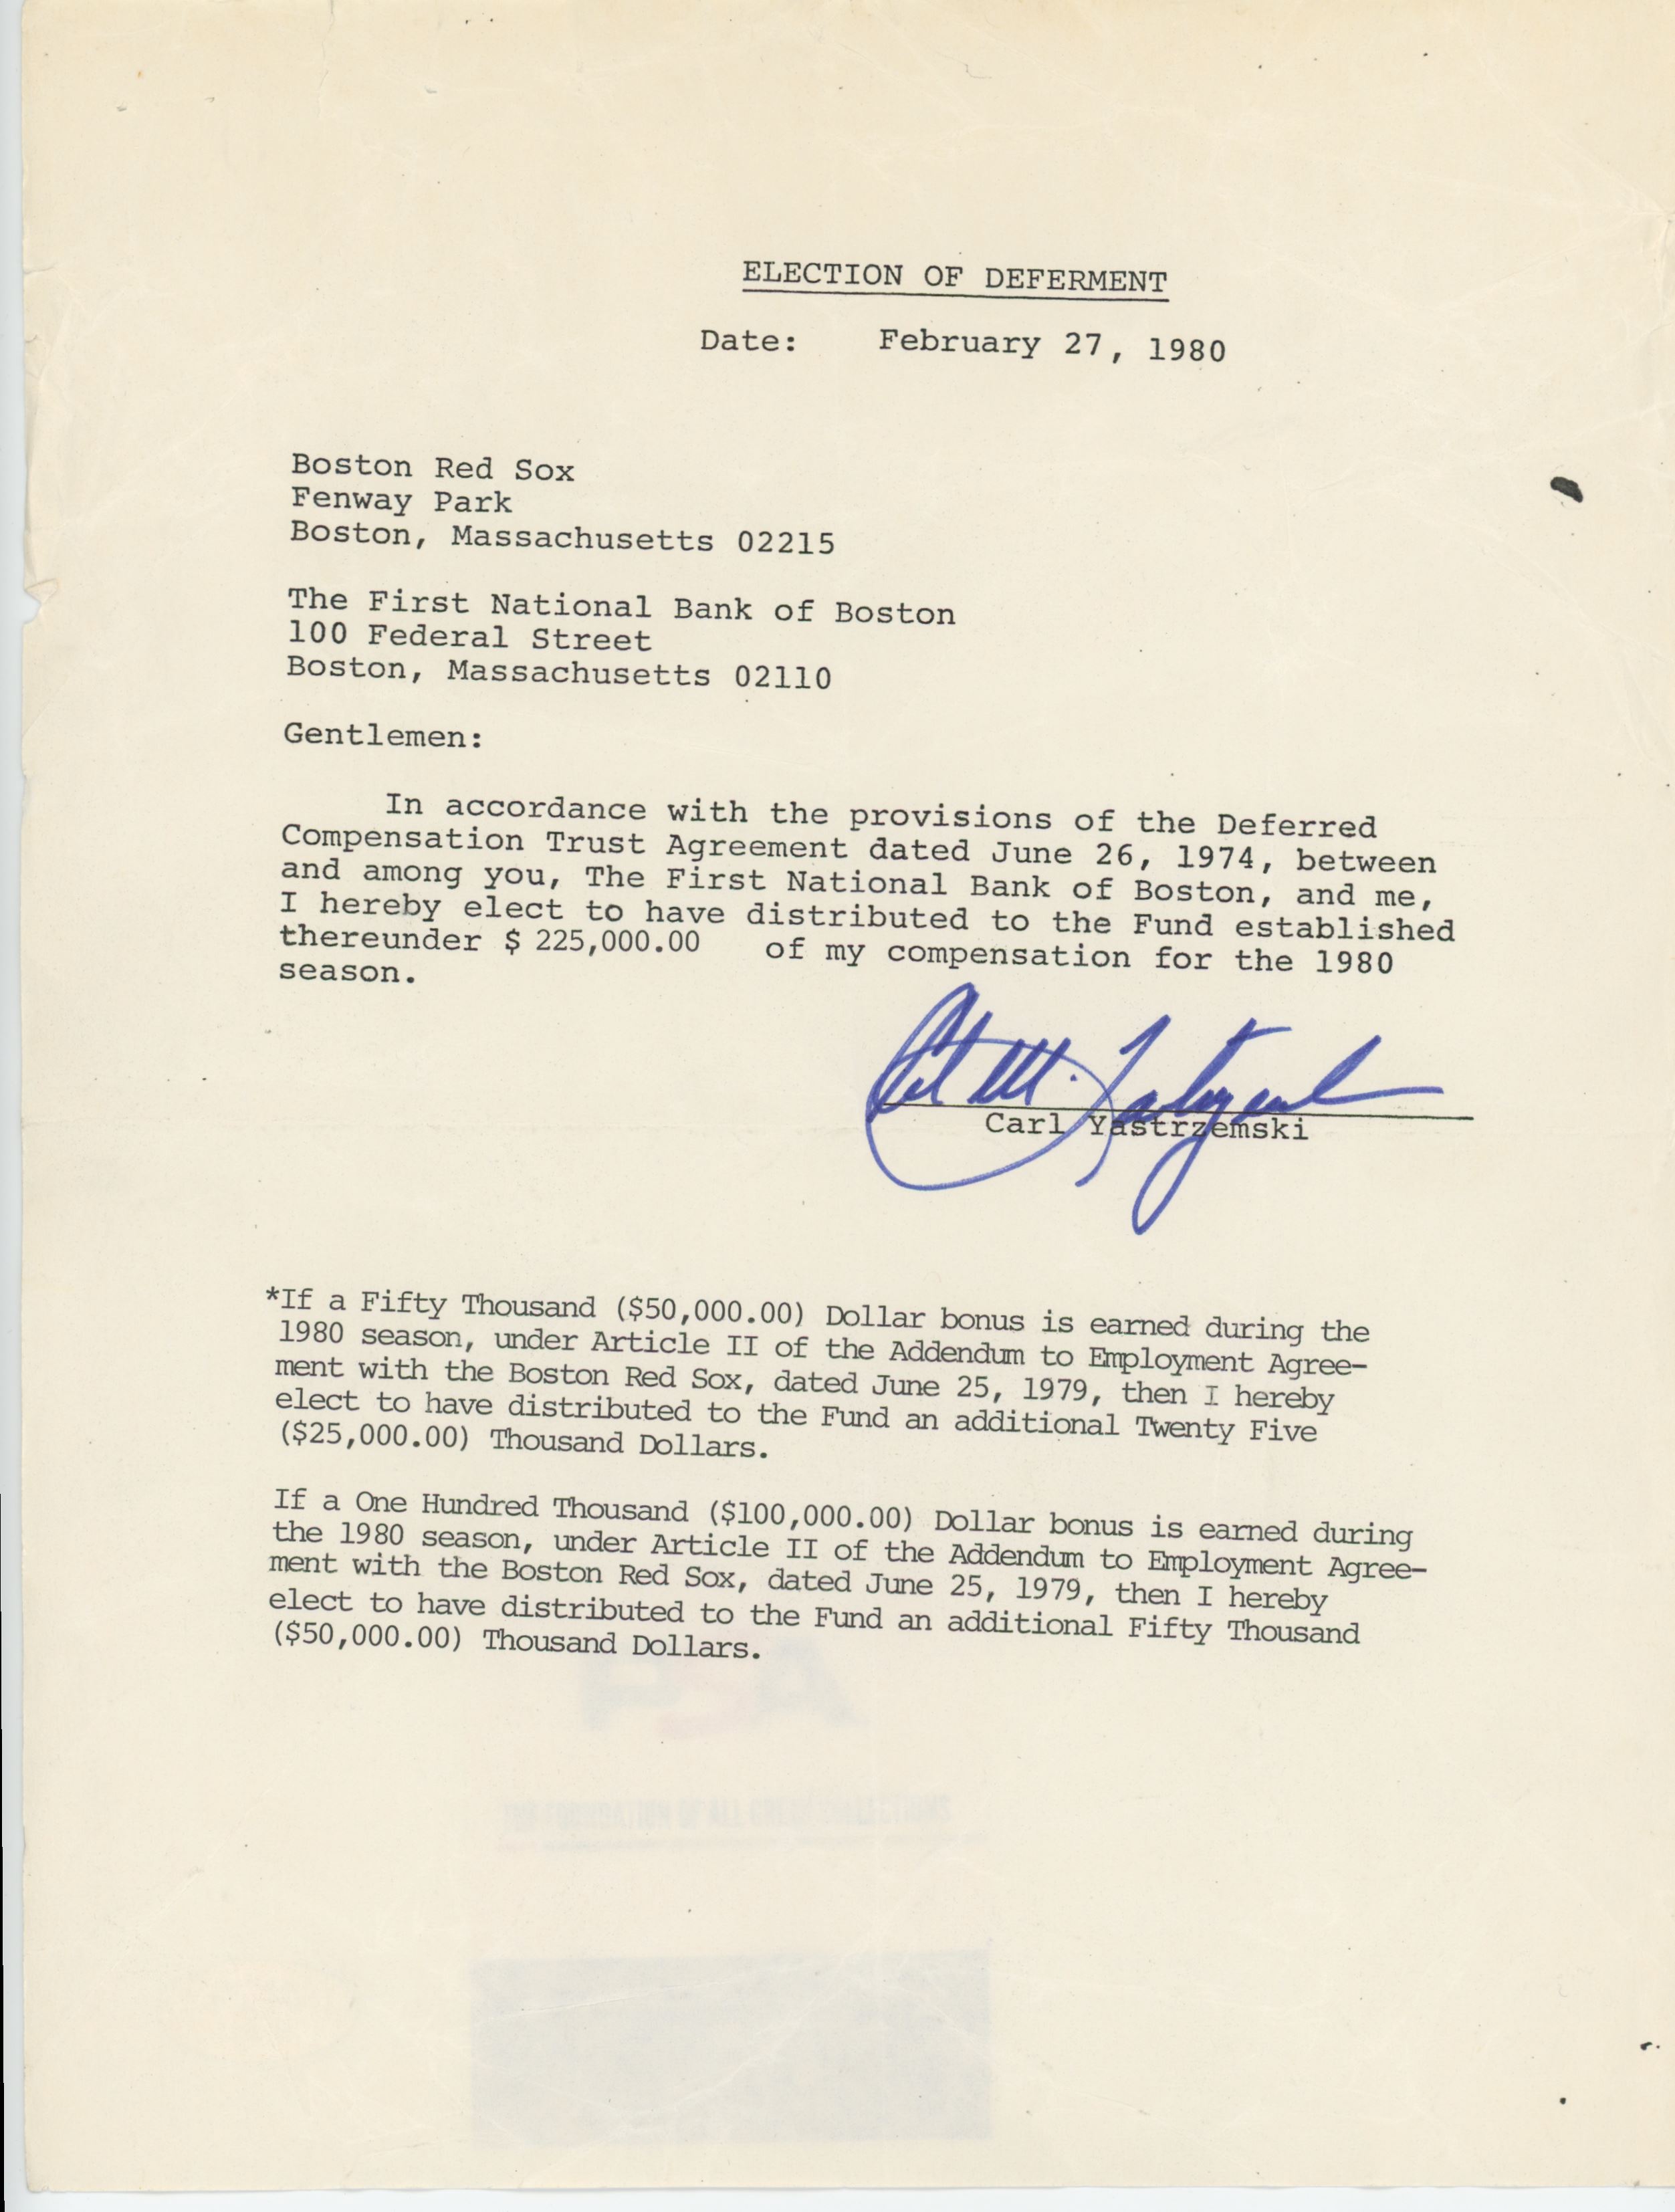 ELECTION OF DEFERMENT
Date: February 27, 1980
Boston Red Sox
Fenway Park
Boston, Massachusetts 02215
The First National Bank of Boston
100 Federal Street
Boston, Massachusetts 02110
Gentlemen:
In accordance with the provisions of the Deferred
Compensation Trust Agreement dated June 26, 1974, between
and among you, The First National Bank of Boston, and me,
I hereby elect to have distributed to the Fund established
thereunder $ 225,000.00 of my compensation for the 1980
season.
Carl M. Yastrzemski
Carl Yastrzemski
*If a Fifty Thousand ($50,000.00) Dollar bonus is earned during the
1980 season, under Article II of the Addendum to Employment Agree-
ment with the Boston Red Sox, dated June 25, 1979, then I hereby
elect to have distributed to the Fund an additional Twenty Five
($25,000.00) Thousand Dollars.
If a One Hundred Thousand ($100,000.00) Dollar bonus is earned during
the 1980 season, under Article II of the Addendum to Employment Agree-
ment with the Boston Red Sox, dated June 25, 1979, then I hereby
elect to have distributed to the Fund an additional Fifty Thousand
($50,000.00) Thousand Dollars.
THE FOUNDATION OF ALL GREAT COLLECTIONS